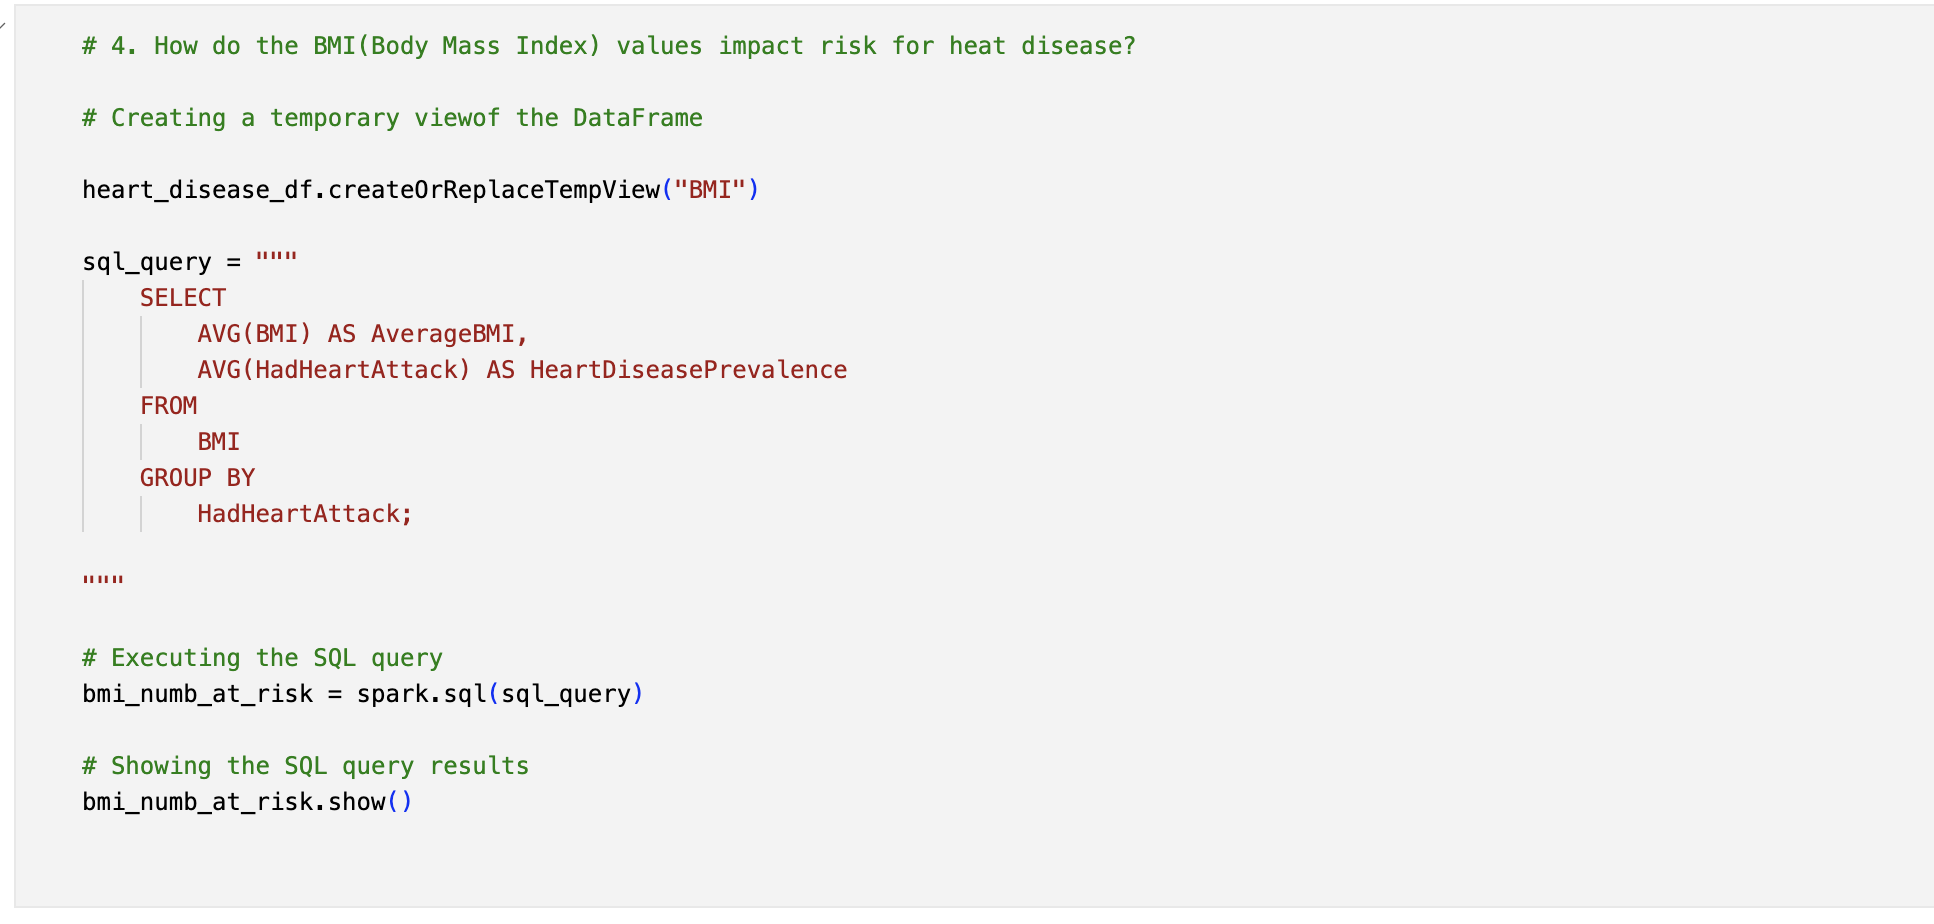 # 4. How do the BMI(Body Mass Index) values impact risk for heat disease?
# Creating a temporary viewof the DataFrame
heart_disease_df.createOrReplaceTempView("BMI")
sql_query = """
SELECT
AVG(BMI) AS AverageBMI,
AVG(HadHeartAttack) AS HeartDiseasePrevalence
FROM
BMI
GROUP BY
HadHeartAttack;
"""
# Executing the SQL query
bmi_numb_at_risk = spark.sql(sql_query)
# Showing the SQL query results
bmi_numb_at_risk.show()